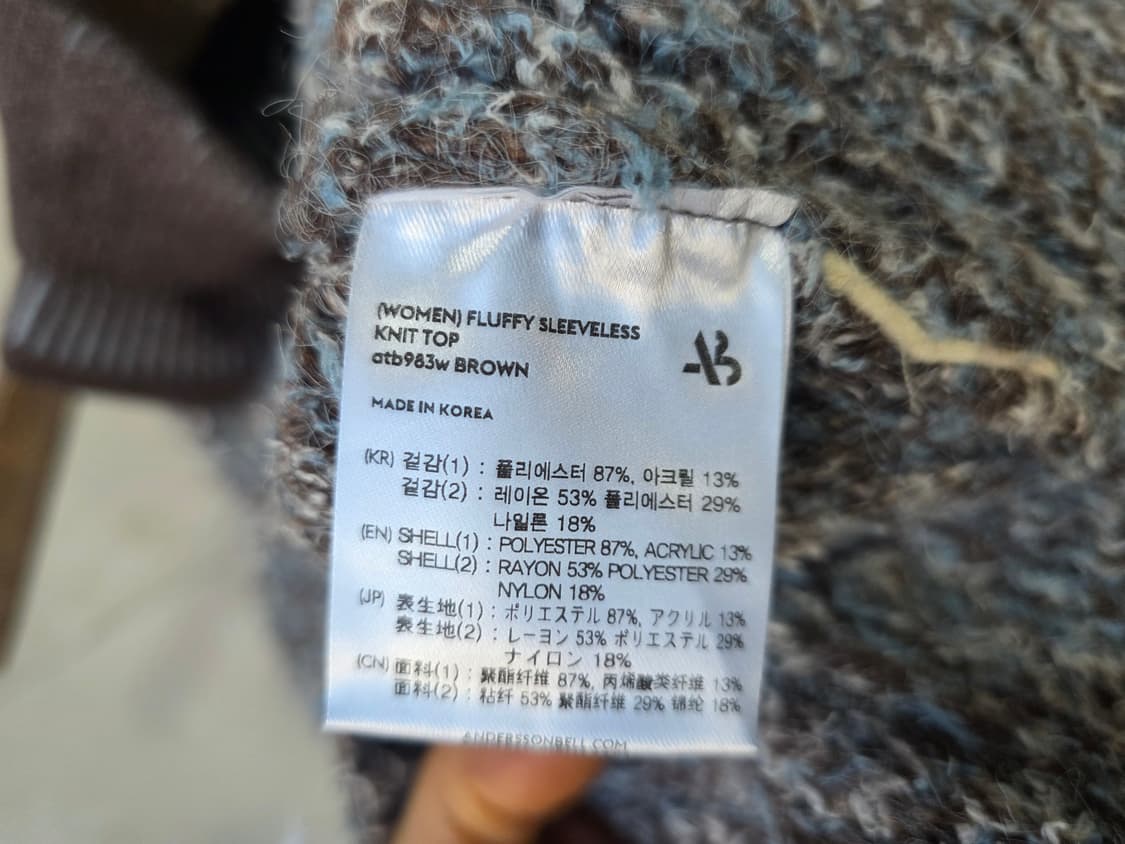 (WOMEN) FLUFFY SLEEVELESS
KNIT TOP
atb983w BROWN
AB
MADE IN KOREA
(KR) 겉감(1) : 폴리에스터 87%, 아크릴 13%
겉감(2) : 레이온 53% 폴리에스터 29%
나일론 18%
(EN) SHELL(1) : POLYESTER 87%, ACRYLIC 13%
SHELL(2) : RAYON 53% POLYESTER 29%
NYLON 18%
(JP) 表生地(1) : ポリエステル 87%, アクリル 13%
表生地(2) : レーヨン 53% ポリエステル 29%
ナイロン 18%
(CN) 面料(1) : 聚酯纤维 87%, 丙烯酸类纤维 13%
面料(2) : 粘纤 53% 聚酯纤维 29% 锦纶 18%
ANDERSSONBELL.COM